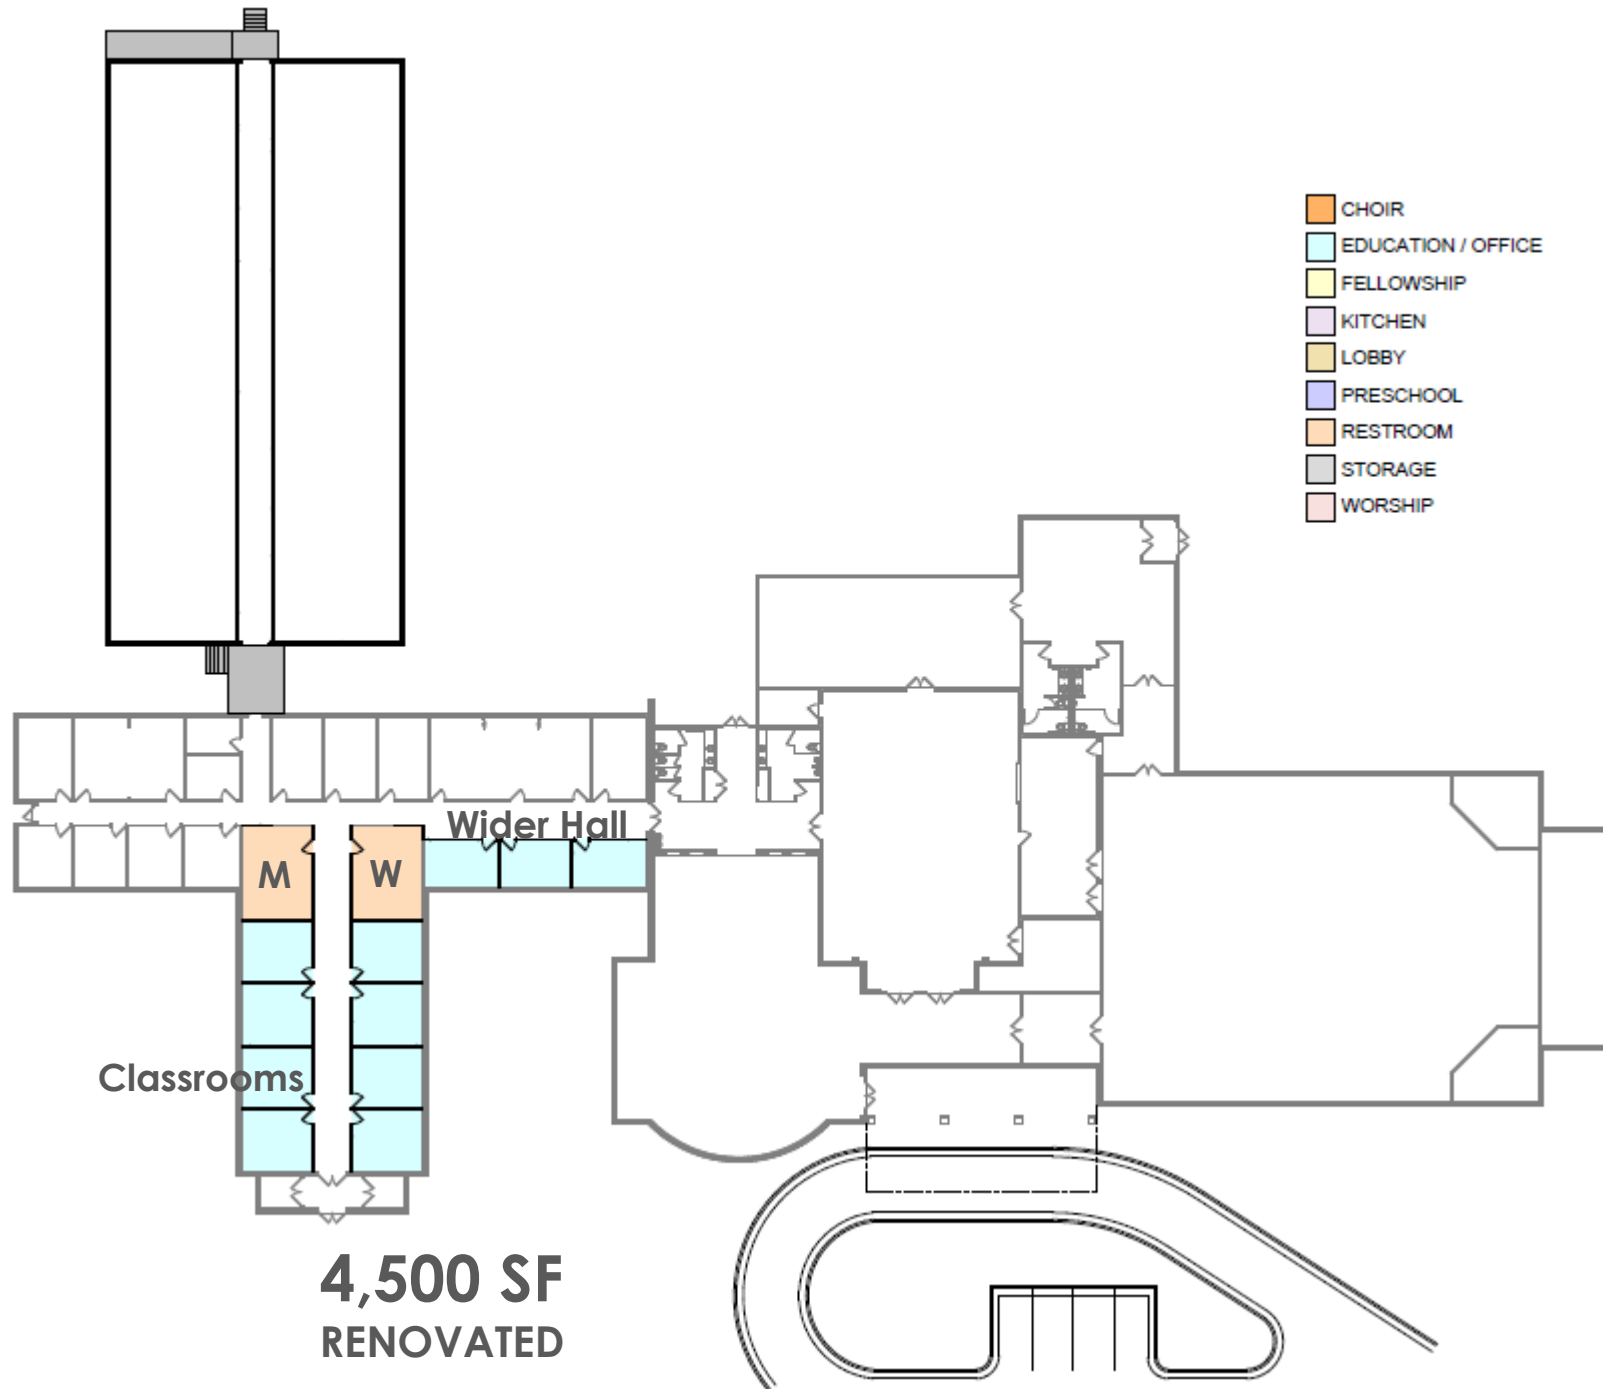 CHOIR
EDUCATION / OFFICE
FELLOWSHIP
KITCHEN
LOBBY
PRESCHOOL
RESTROOM
STORAGE
WORSHIP
Wider Hall
M
W
Classrooms
4,500 SF
RENOVATED